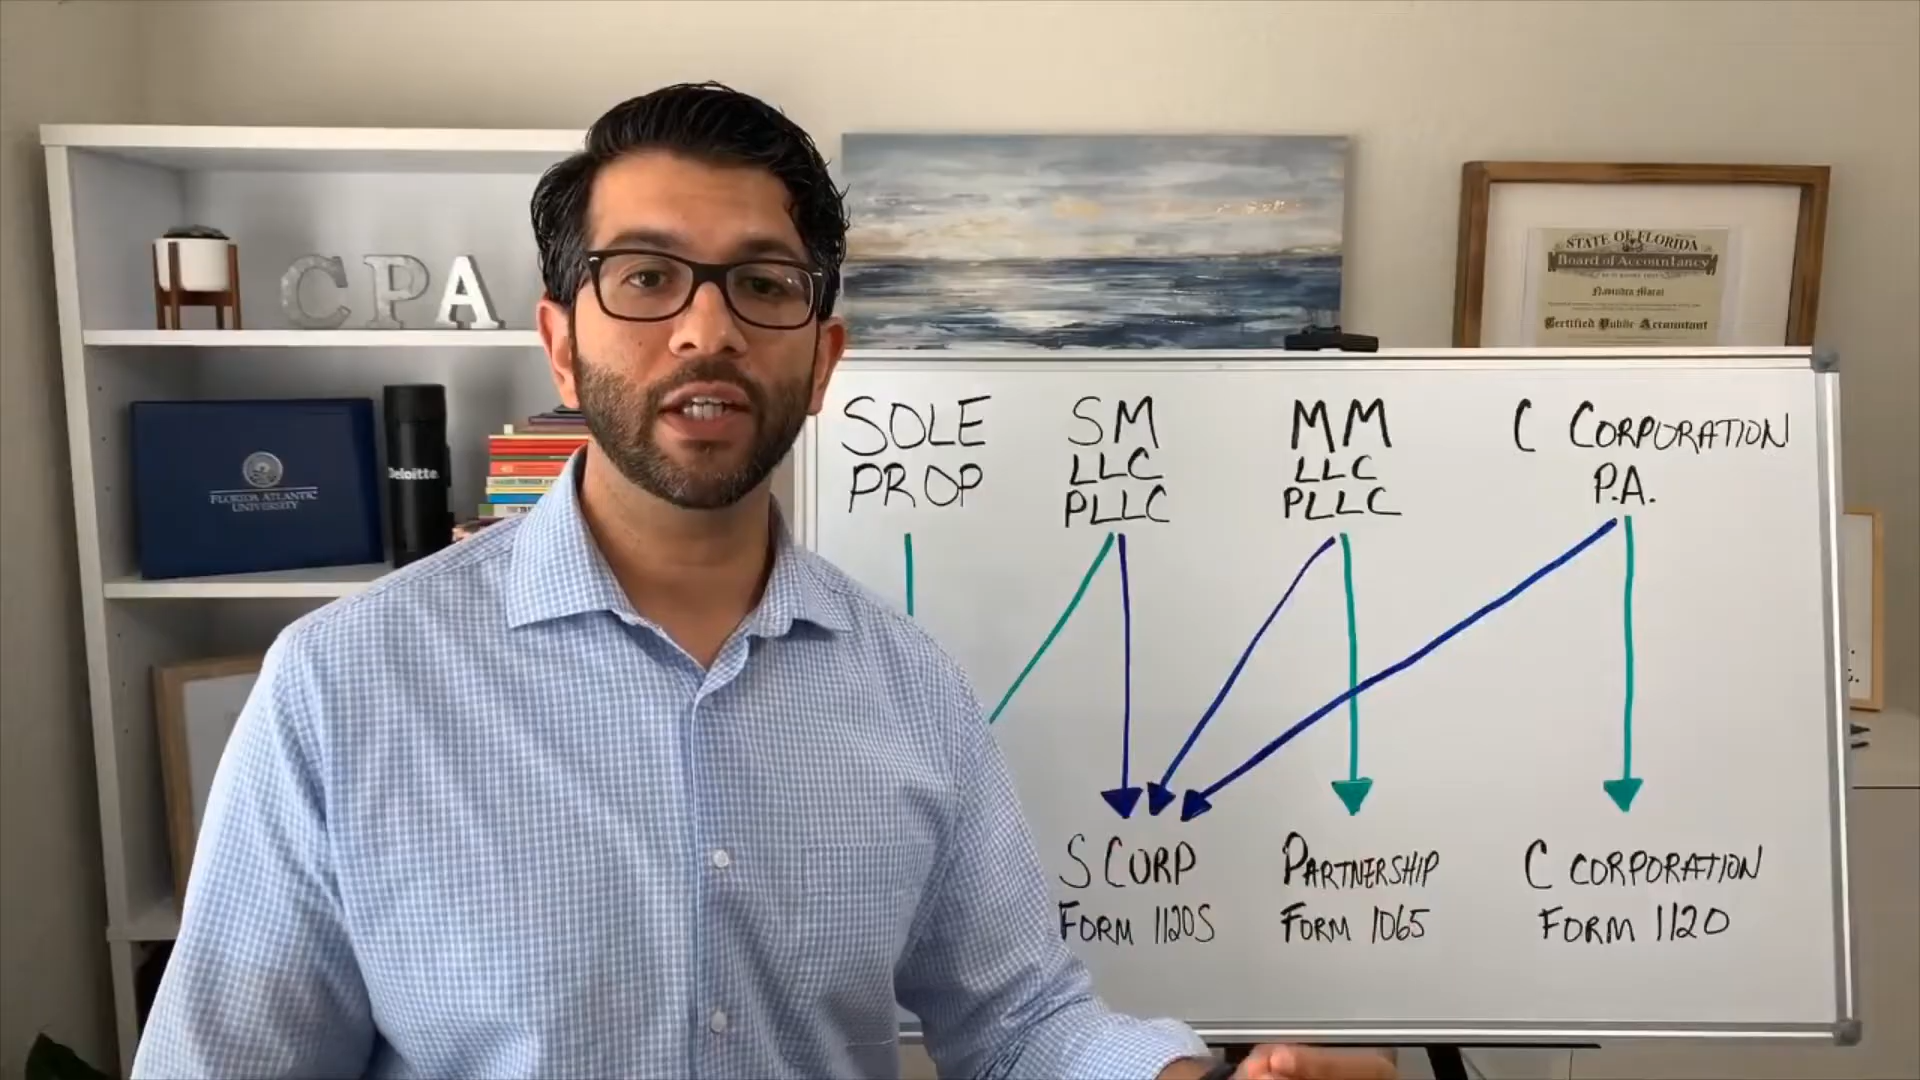 CPA
FLORIDA ATLANTIC
UNIVERSITY
Deloitte.
STATE OF FLORIDA
Board of Accountancy
Certified Public Accountant
SOLE
PROP
SM
LLC
PLLC
MM
LLC
PLLC
C CORPORATION
P.A.
S CORP
FORM 1120S
PARTNERSHIP
FORM 1065
C CORPORATION
FORM 1120